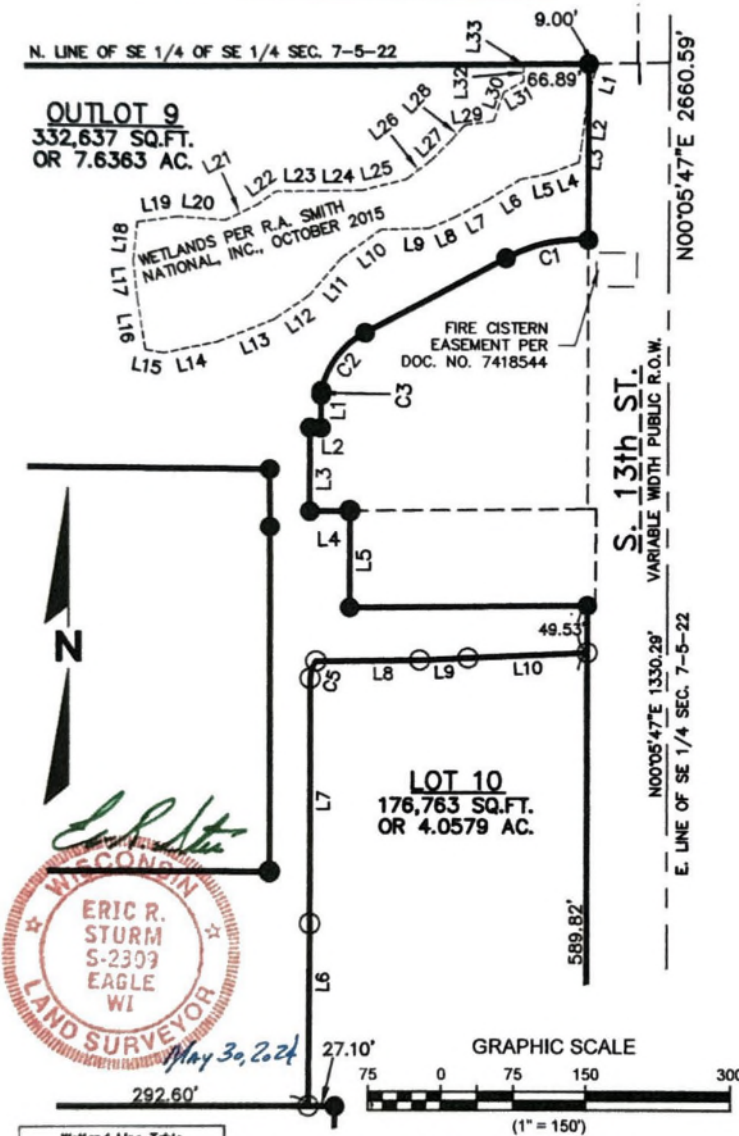 9.00'
L33
N. LINE OF SE 1/4 OF SE 1/4 SEC. 7-5-22
L32
66.89'
L1
N00°05'47"E 2660.59'
OUTLOT 9
332,637 SQ.FT.
OR 7.6363 AC.
L31
L30
L29
L28
L27
L26
L25
L24
L23
L22
L21
L20
L19
L18
L17
L16
L15
L14
L13
L12
L11
L10
L9
L8
L7
L6
L5
L4
L3
L2
WETLANDS PER R.A. SMITH
NATIONAL, INC., OCTOBER 2015
C1
FIRE CISTERN
EASEMENT PER
DOC. NO. 7418544
C2
C3
L1
L2
L3
L4
L5
S. 13th ST.
VARIABLE WIDTH PUBLIC R.O.W.
N
49.53'
C5
L8
L9
L10
N00°05'47"E 1330.29'
E. LINE OF SE 1/4 SEC. 7-5-22
LOT 10
176,763 SQ.FT.
OR 4.0579 AC.
L7
589.82'
L6
WISCONSIN
ERIC R.
STURM
S-2309
EAGLE
WI
LAND SURVEYOR
May 30, 2024
27.10'
292.60'
GRAPHIC SCALE
75 0 75 150 300
(1" = 150')
Wetland Line Table